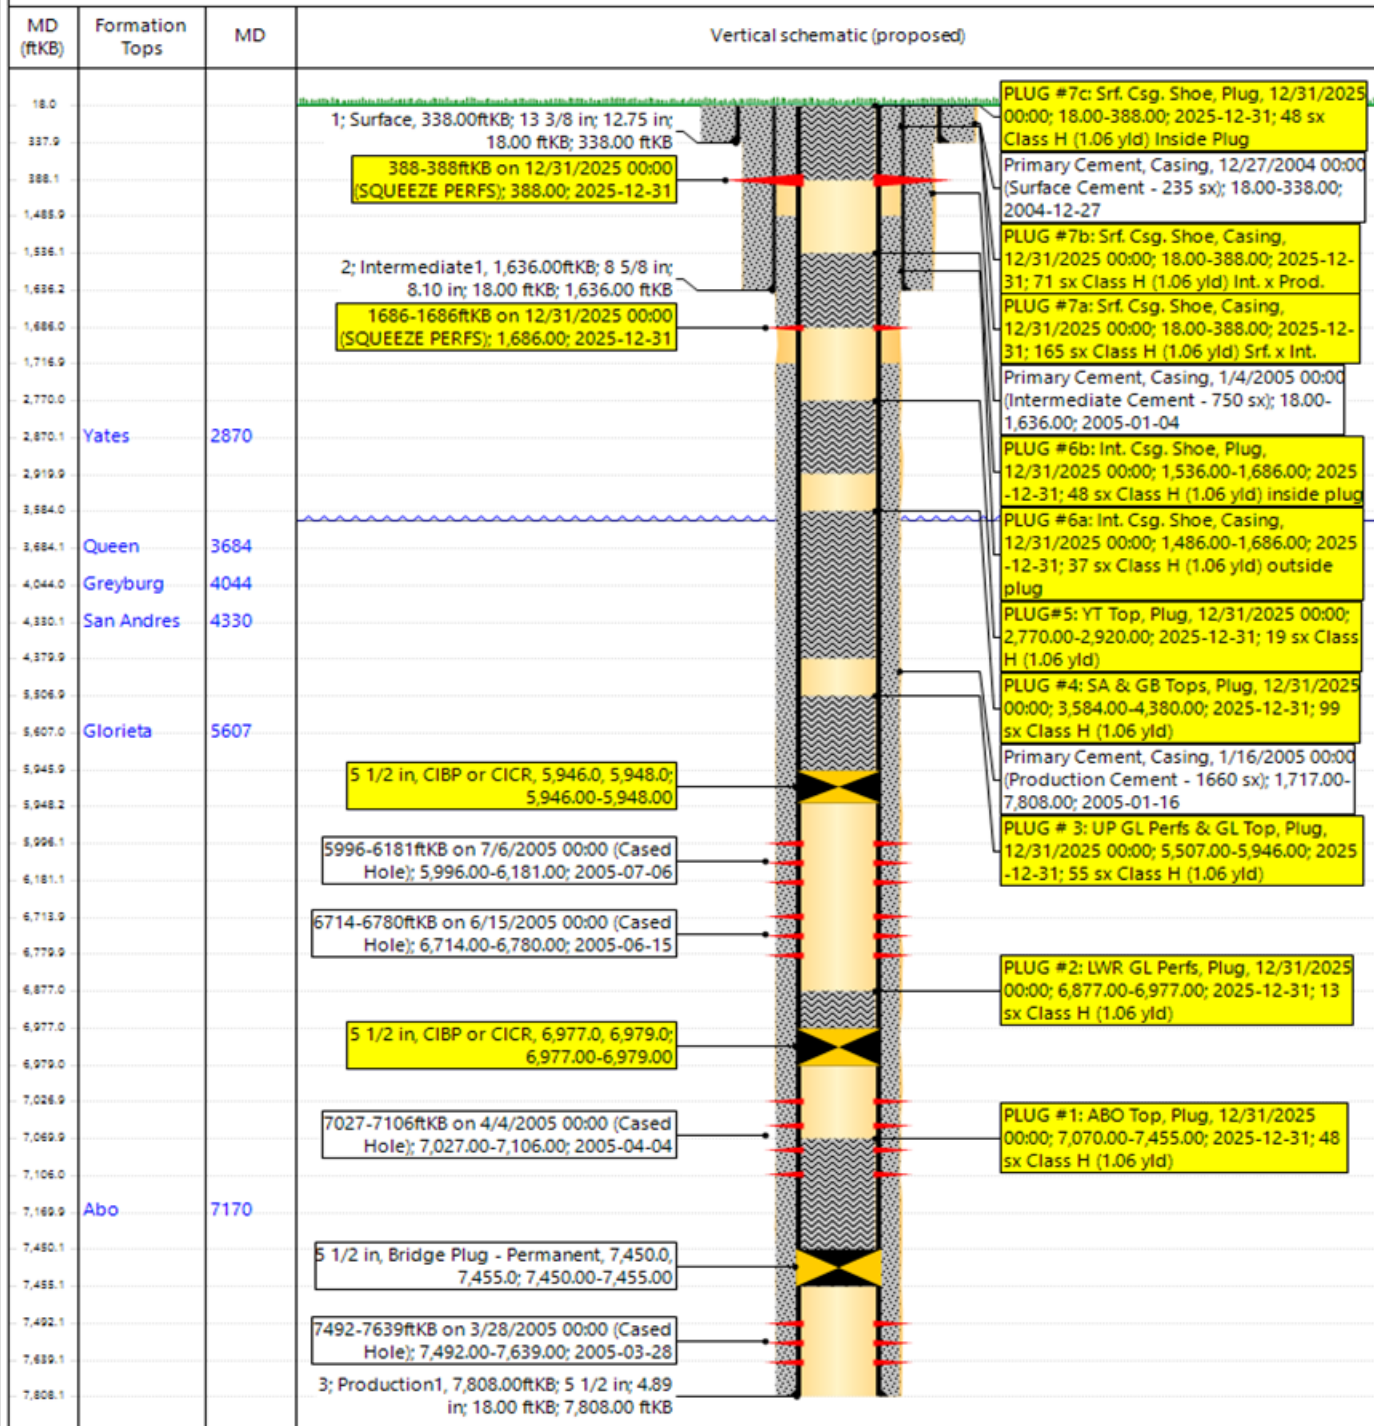 MD
(ftKB)
Formation
Tops
MD
Vertical schematic (proposed)
18.0
337.9
388.1
1,485.9
1,536.1
1,636.2
1,686.0
1,716.9
2,770.0
2,870.1
2,919.9
3,584.0
3,684.1
4,044.0
4,330.1
4,379.9
5,506.9
5,607.0
5,945.9
5,948.2
5,996.1
6,181.1
6,713.9
6,779.9
6,877.0
6,977.0
6,979.0
7,026.9
7,069.9
7,106.0
7,169.9
7,450.1
7,455.1
7,492.1
7,639.1
7,808.1
Yates 2870
Queen 3684
Greyburg 4044
San Andres 4330
Glorieta 5607
Abo 7170
1; Surface, 338.00ftKB; 13 3/8 in; 12.75 in;
18.00 ftKB; 338.00 ftKB
388-388ftKB on 12/31/2025 00:00
(SQUEEZE PERFS); 388.00; 2025-12-31
2; Intermediate1, 1,636.00ftKB; 8 5/8 in;
8.10 in; 18.00 ftKB; 1,636.00 ftKB
1686-1686ftKB on 12/31/2025 00:00
(SQUEEZE PERFS); 1,686.00; 2025-12-31
5 1/2 in, CIBP or CICR, 5,946.0, 5,948.0;
5,946.00-5,948.00
5996-6181ftKB on 7/6/2005 00:00 (Cased
Hole); 5,996.00-6,181.00; 2005-07-06
6714-6780ftKB on 6/15/2005 00:00 (Cased
Hole); 6,714.00-6,780.00; 2005-06-15
5 1/2 in, CIBP or CICR, 6,977.0, 6,979.0;
6,977.00-6,979.00
7027-7106ftKB on 4/4/2005 00:00 (Cased
Hole); 7,027.00-7,106.00; 2005-04-04
5 1/2 in, Bridge Plug - Permanent, 7,450.0,
7,455.0; 7,450.00-7,455.00
7492-7639ftKB on 3/28/2005 00:00 (Cased
Hole); 7,492.00-7,639.00; 2005-03-28
3; Production1, 7,808.00ftKB; 5 1/2 in; 4.89
in; 18.00 ftKB; 7,808.00 ftKB
PLUG #7c: Srf. Csg. Shoe, Plug, 12/31/2025
00:00; 18.00-388.00; 2025-12-31; 48 sx
Class H (1.06 yld) Inside Plug
Primary Cement, Casing, 12/27/2004 00:00
(Surface Cement - 235 sx); 18.00-338.00;
2004-12-27
PLUG #7b: Srf. Csg. Shoe, Casing,
12/31/2025 00:00; 18.00-388.00; 2025-12-
31; 71 sx Class H (1.06 yld) Int. x Prod.
PLUG #7a: Srf. Csg. Shoe, Casing,
12/31/2025 00:00; 18.00-388.00; 2025-12-
31; 165 sx Class H (1.06 yld) Srf. x Int.
Primary Cement, Casing, 1/4/2005 00:00
(Intermediate Cement - 750 sx); 18.00-
1,636.00; 2005-01-04
PLUG #6b: Int. Csg. Shoe, Plug,
12/31/2025 00:00; 1,536.00-1,686.00; 2025
-12-31; 48 sx Class H (1.06 yld) inside plug
PLUG #6a: Int. Csg. Shoe, Casing,
12/31/2025 00:00; 1,486.00-1,686.00; 2025
-12-31; 37 sx Class H (1.06 yld) outside
plug
PLUG#5: YT Top, Plug, 12/31/2025 00:00;
2,770.00-2,920.00; 2025-12-31; 19 sx Class
H (1.06 yld)
PLUG #4: SA & GB Tops, Plug, 12/31/2025
00:00; 3,584.00-4,380.00; 2025-12-31; 99
sx Class H (1.06 yld)
Primary Cement, Casing, 1/16/2005 00:00
(Production Cement - 1660 sx); 1,717.00-
7,808.00; 2005-01-16
PLUG # 3: UP GL Perfs & GL Top, Plug,
12/31/2025 00:00; 5,507.00-5,946.00; 2025
-12-31; 55 sx Class H (1.06 yld)
PLUG #2: LWR GL Perfs, Plug, 12/31/2025
00:00; 6,877.00-6,977.00; 2025-12-31; 13
sx Class H (1.06 yld)
PLUG #1: ABO Top, Plug, 12/31/2025
00:00; 7,070.00-7,455.00; 2025-12-31; 48
sx Class H (1.06 yld)